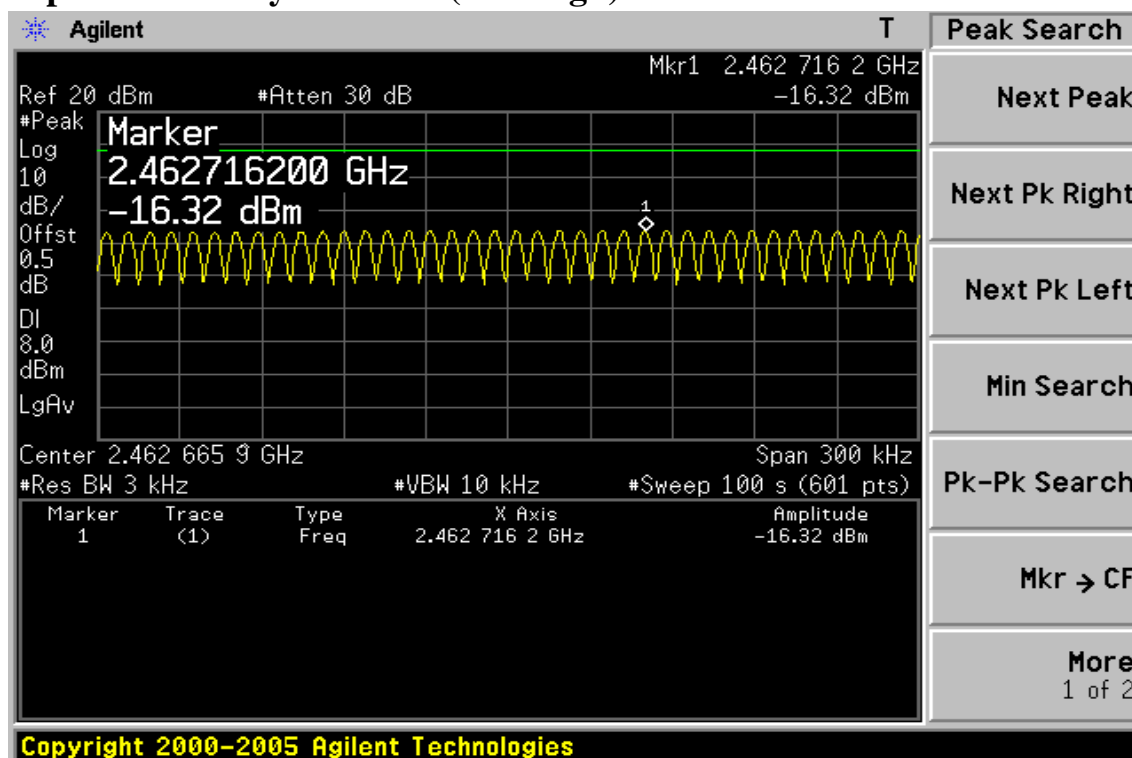 Agilent T Peak Search
Mkr1 2.462 716 2 GHz
Ref 20 dBm #Atten 30 dB -16.32 dBm
Next Peak
#Peak
Log
10
dB/
Offst
0.5
dB
DI
8.0
dBm
LgAv
Marker
2.462716200 GHz
-16.32 dBm
1
Next Pk Right
Next Pk Left
Min Search
Center 2.462 665 9 GHz Span 300 kHz
#Res BW 3 kHz #VBW 10 kHz #Sweep 100 s (601 pts)
Pk-Pk Search
Marker Trace Type X Axis Amplitude
1 (1) Freq 2.462 716 2 GHz -16.32 dBm
Mkr → CF
More
1 of 2
Copyright 2000-2005 Agilent Technologies